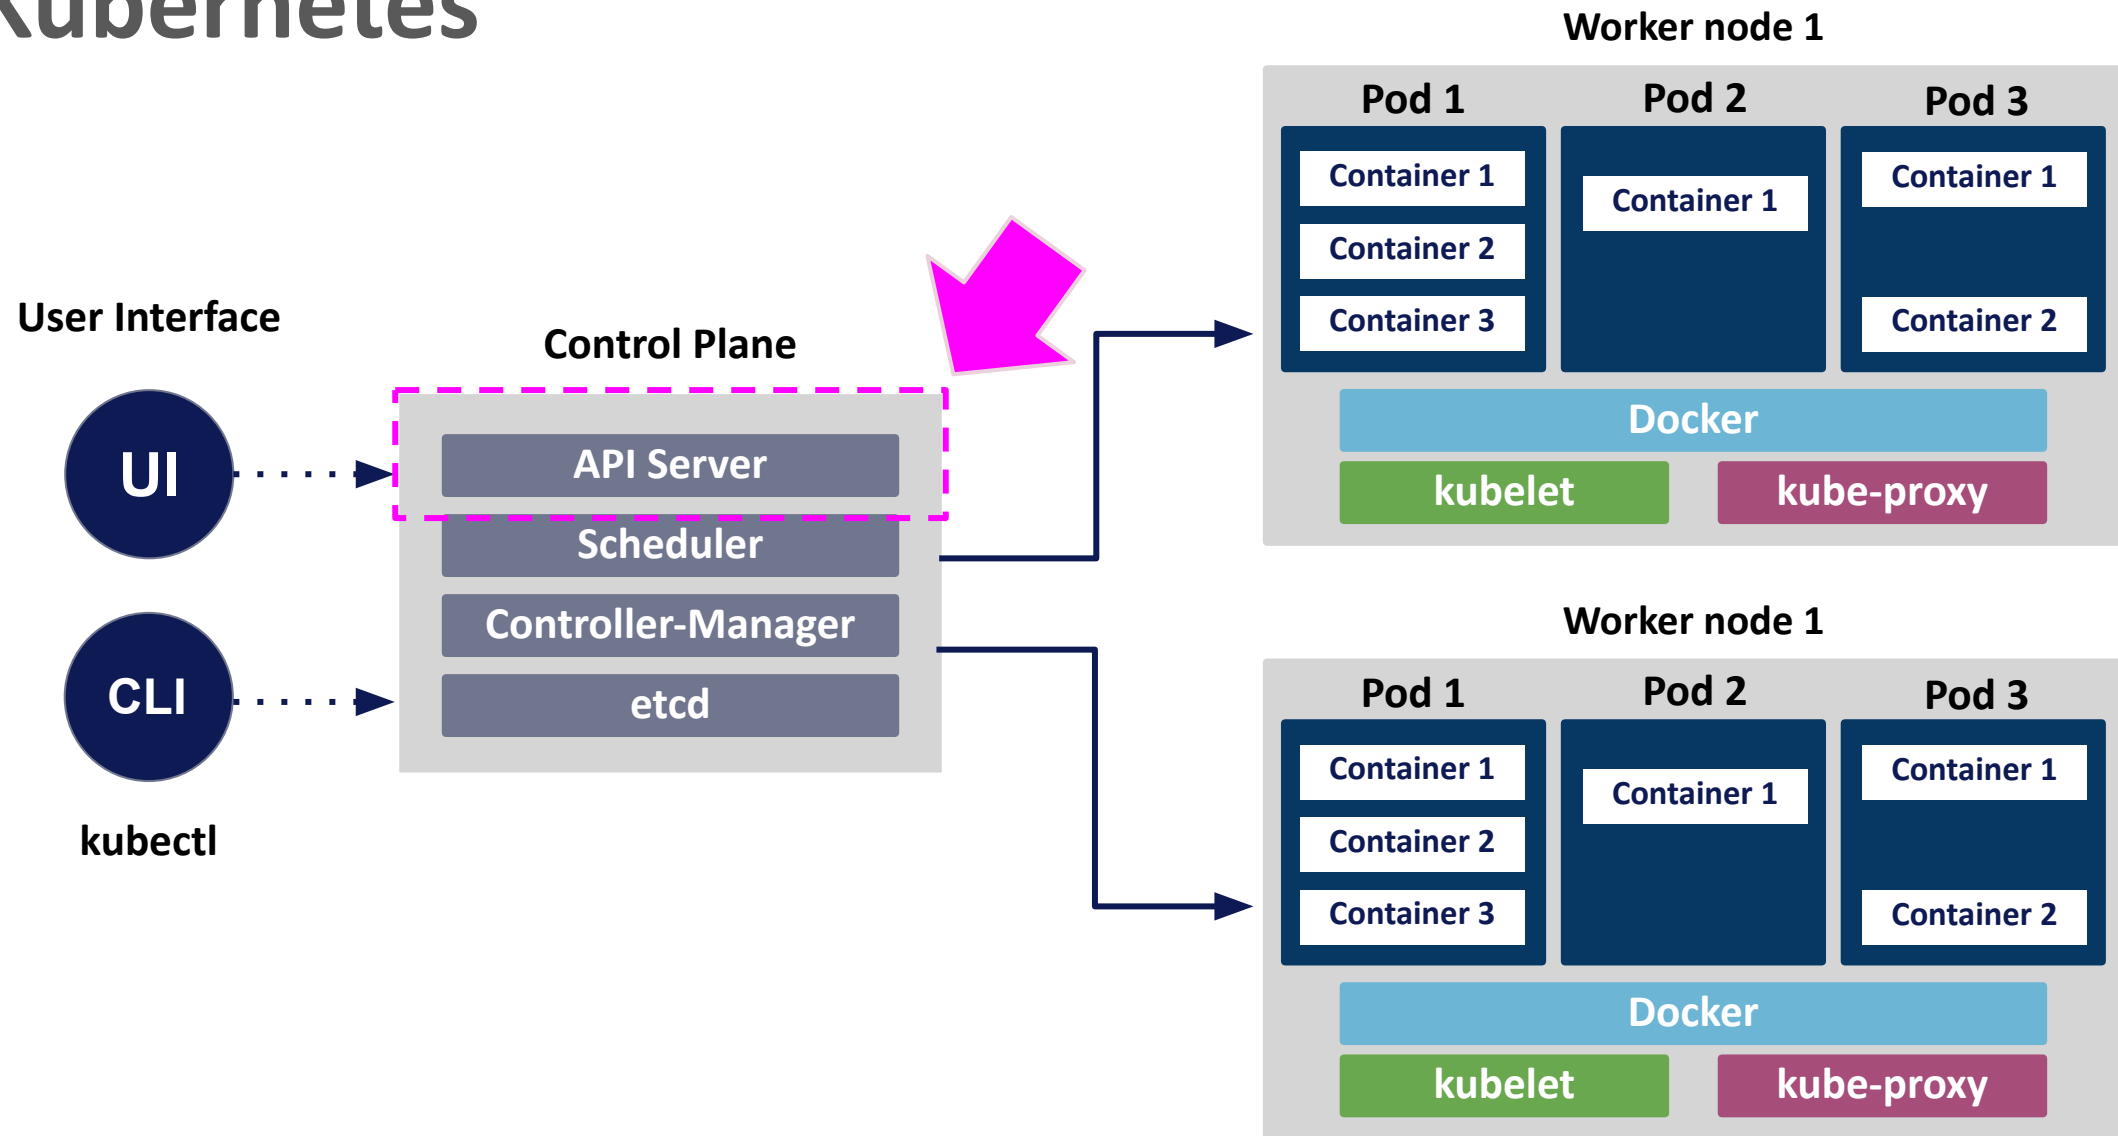 Kubernetes
User Interface
UI
CLI
kubectl
Control Plane
API Server
Scheduler
Controller-Manager
etcd
Worker node 1
Pod 1
Container 1
Container 2
Container 3
Pod 2
Container 1
Pod 3
Container 1
Container 2
Docker
kubelet
kube-proxy
Worker node 1
Pod 1
Container 1
Container 2
Container 3
Pod 2
Container 1
Pod 3
Container 1
Container 2
Docker
kubelet
kube-proxy